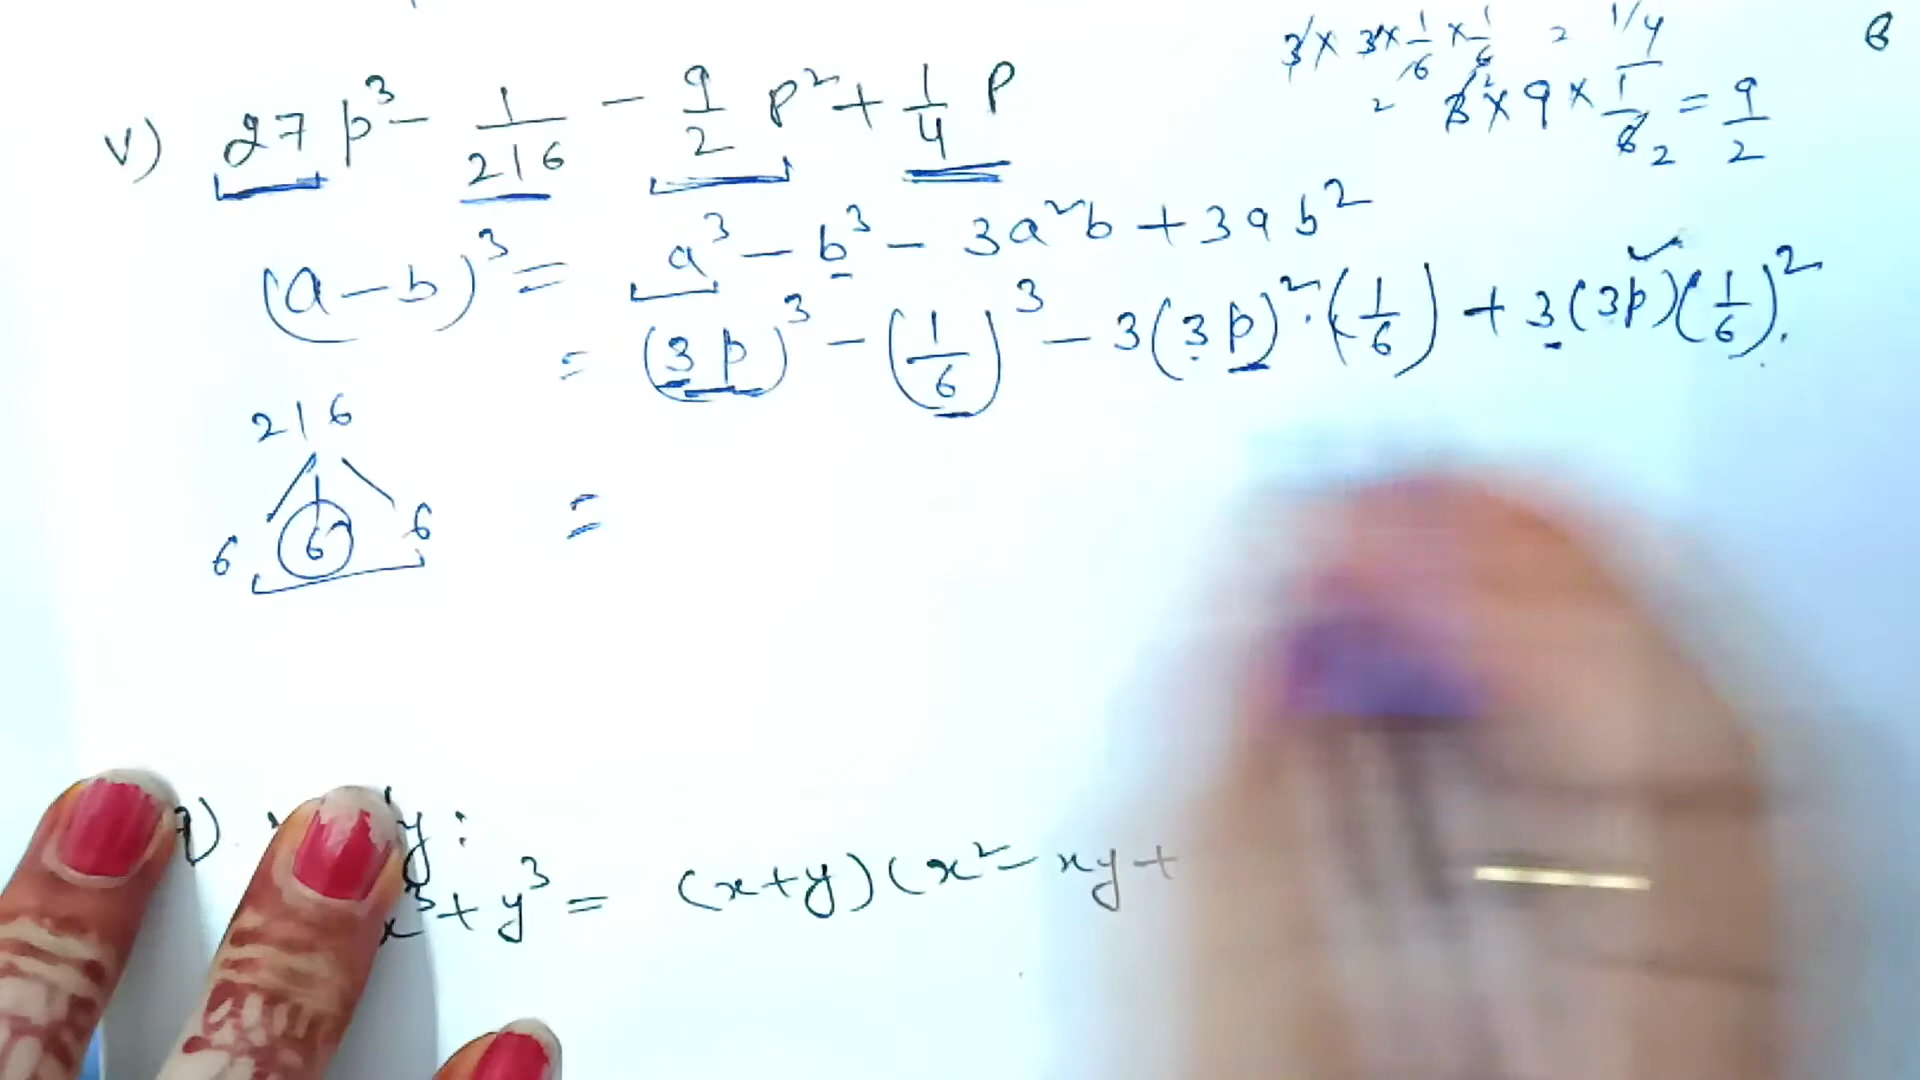 3 × 3 × 1/6 × 1/6 = 1/4
3 × 9 × 1/6 = 9/2
v) 27p³ - 1/216 - 9/2 p² + 1/4 p
(a-b)³ = a³ - b³ - 3a²b + 3ab²
= (3p)³ - (1/6)³ - 3(3p)²·(1/6) + 3(3p)(1/6)².
216
6 6 6
=
x³ + y³ = (x+y)(x² - xy +